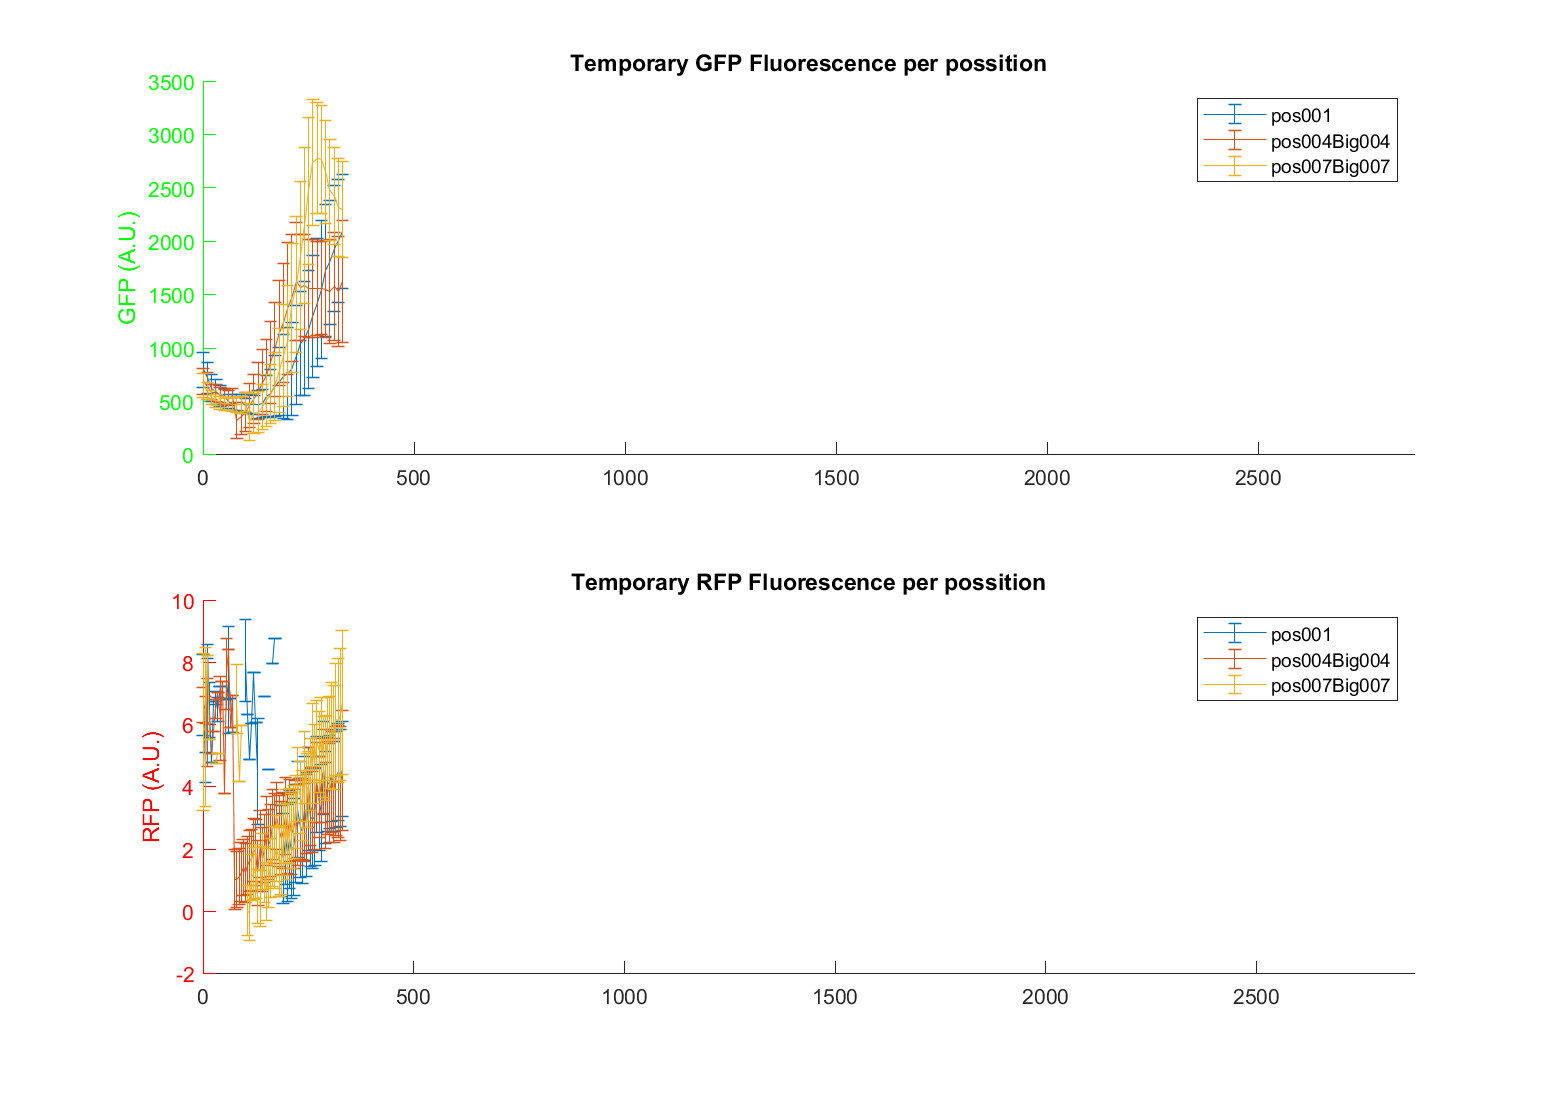 Temporary GFP Fluorescence per possition
3500
3000
2500
2000
1500
1000
500
0
GFP (A.U.)
pos001
pos004Big004
pos007Big007
0 500 1000 1500 2000 2500
Temporary RFP Fluorescence per possition
10
8
6
4
2
0
-2
RFP (A.U.)
pos001
pos004Big004
pos007Big007
0 500 1000 1500 2000 2500